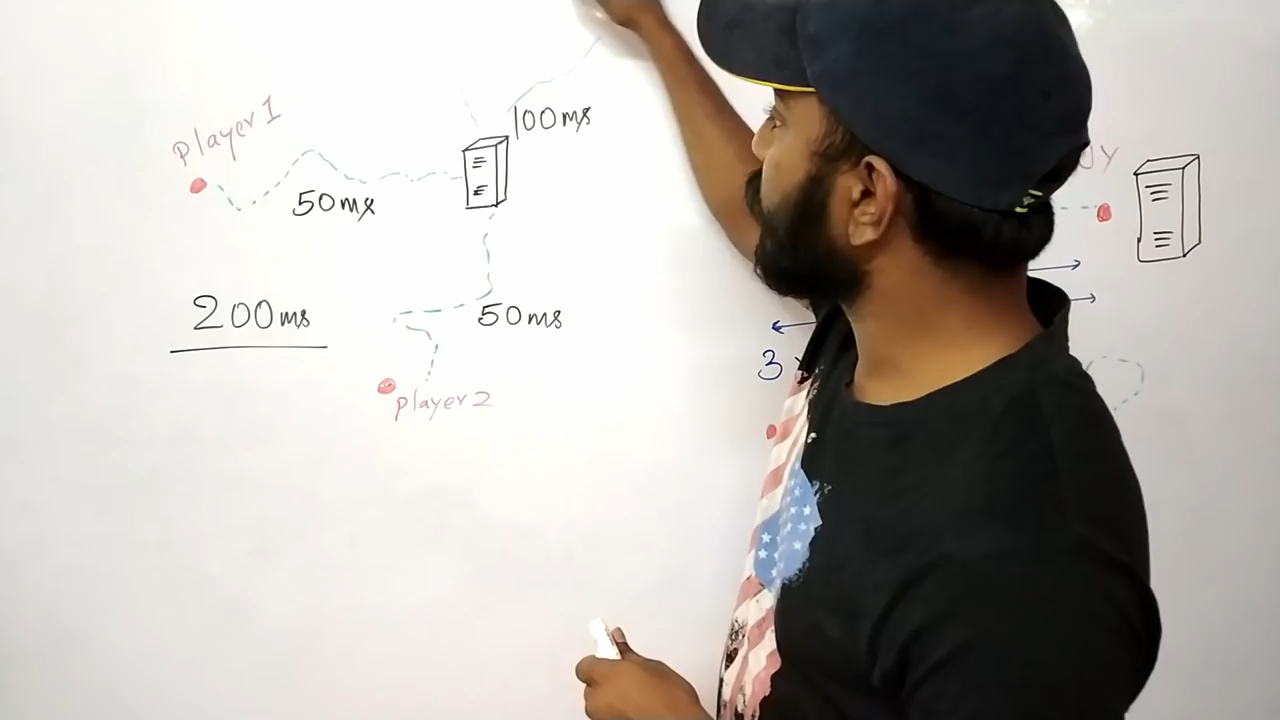 player 1
100ms
50ms
200ms
50ms
player 2
3